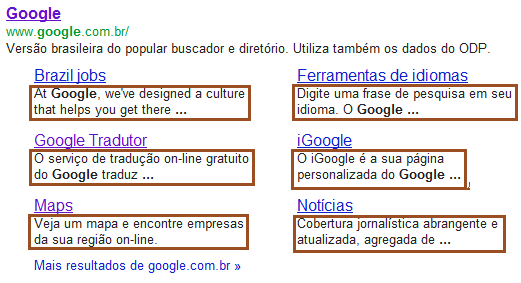 Google
www.google.com.br/
Versão brasileira do popular buscador e diretório. Utiliza também os dados do ODP.
Brazil jobs
At Google, we've designed a culture
that helps you get there ...
Ferramentas de idiomas
Digite uma frase de pesquisa em seu
idioma. O Google ...
Google Tradutor
O serviço de tradução on-line gratuito
do Google traduz ...
iGoogle
O iGoogle é a sua página
personalizada do Google ...
Maps
Veja um mapa e encontre empresas
da sua região on-line.
Notícias
Cobertura jornalística abrangente e
atualizada, agregada de ...
Mais resultados de google.com.br »